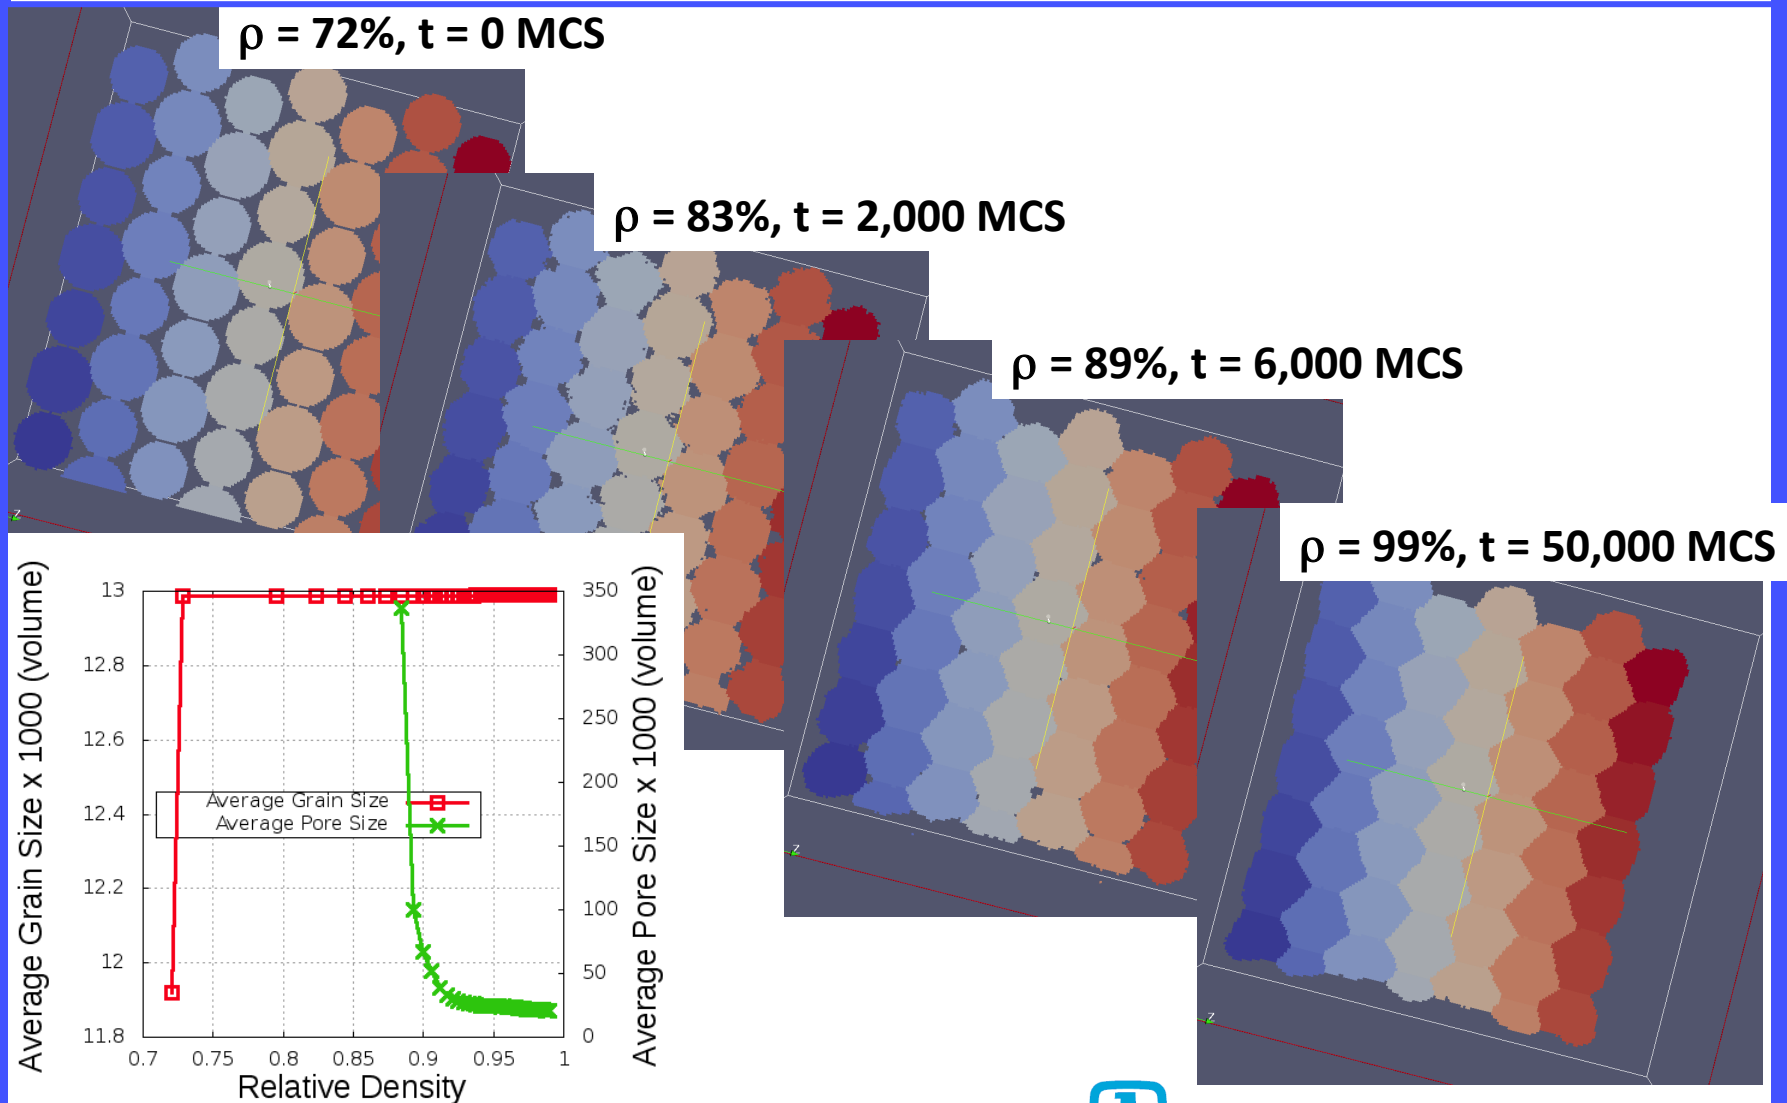 ρ = 72%, t = 0 MCS
ρ = 83%, t = 2,000 MCS
ρ = 89%, t = 6,000 MCS
ρ = 99%, t = 50,000 MCS
z
z
z
Average Grain Size x 1000 (volume)
13
12.8
12.6
12.4
12.2
12
11.8
Average Grain Size
Average Pore Size
350
300
250
200
150
100
50
0
Average Pore Size x 1000 (volume)
0.7 0.75 0.8 0.85 0.9 0.95 1
Relative Density